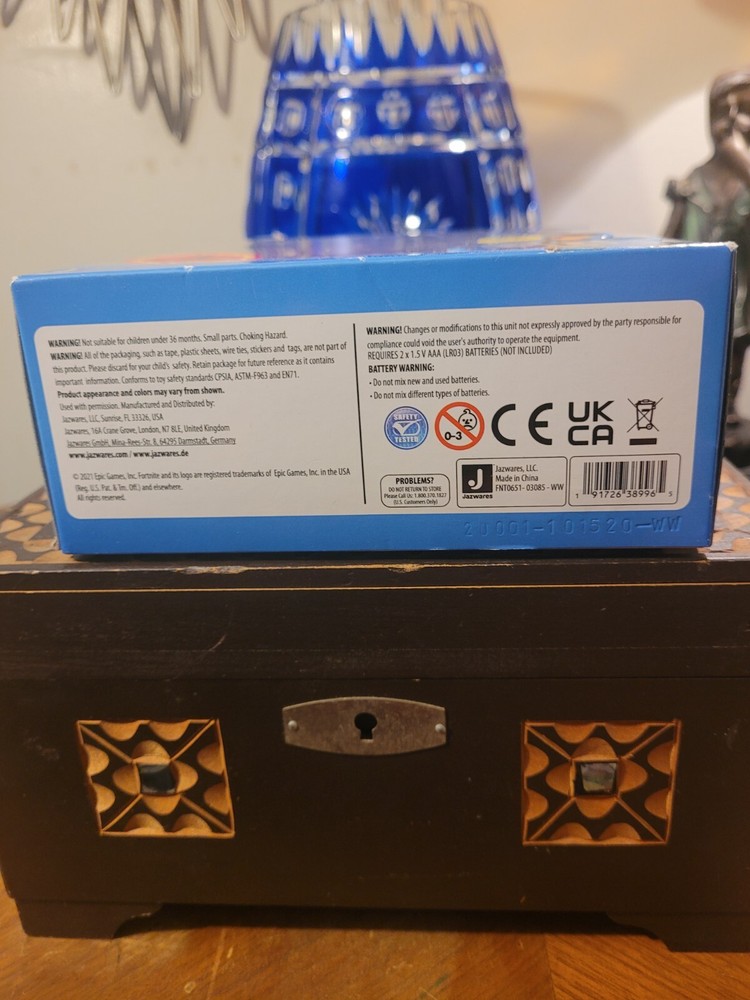 WARNING! Not suitable for children under 36 months. Small parts. Choking Hazard.
WARNING! All of the packaging, such as tape, plastic sheets, wire ties, stickers and tags, are not part of
this product. Please discard for your child's safety. Retain package for future reference as it contains
important information. Conforms to toy safety standards CPSIA, ASTM-F963 and EN71.
Product appearance and colors may vary from shown.
Used with permission. Manufactured and Distributed by:
Jazwares, LLC, Sunrise, FL 33326, USA
Jazwares, 16A Crane Grove, London, N7 8LE, United Kingdom
Jazwares GmbH, Mina-Rees-Str. 8, 64295 Darmstadt, Germany
www.jazwares.com / www.jazwares.de
© 2021 Epic Games, Inc. Fortnite and its logo are registered trademarks of Epic Games, Inc. in the USA
(Reg. U.S. Pat. & Tm. Off.) and elsewhere.
All rights reserved.
WARNING! Changes or modifications to this unit not expressly approved by the party responsible for
compliance could void the user's authority to operate the equipment.
REQUIRES 2 x 1.5 V AAA (LR03) BATTERIES (NOT INCLUDED)
BATTERY WARNING:
• Do not mix new and used batteries.
• Do not mix different types of batteries.
SAFETY
TESTED
0-3
CE
UK
CA
PROBLEMS?
DO NOT RETURN TO STORE
Please Call Us: 1.800.370.1827
(U.S. Customers Only)
J
Jazwares
Jazwares, LLC.
Made in China
FNT0651 - 03085 - WW
1 91726 38996 5
20001-101520-WW